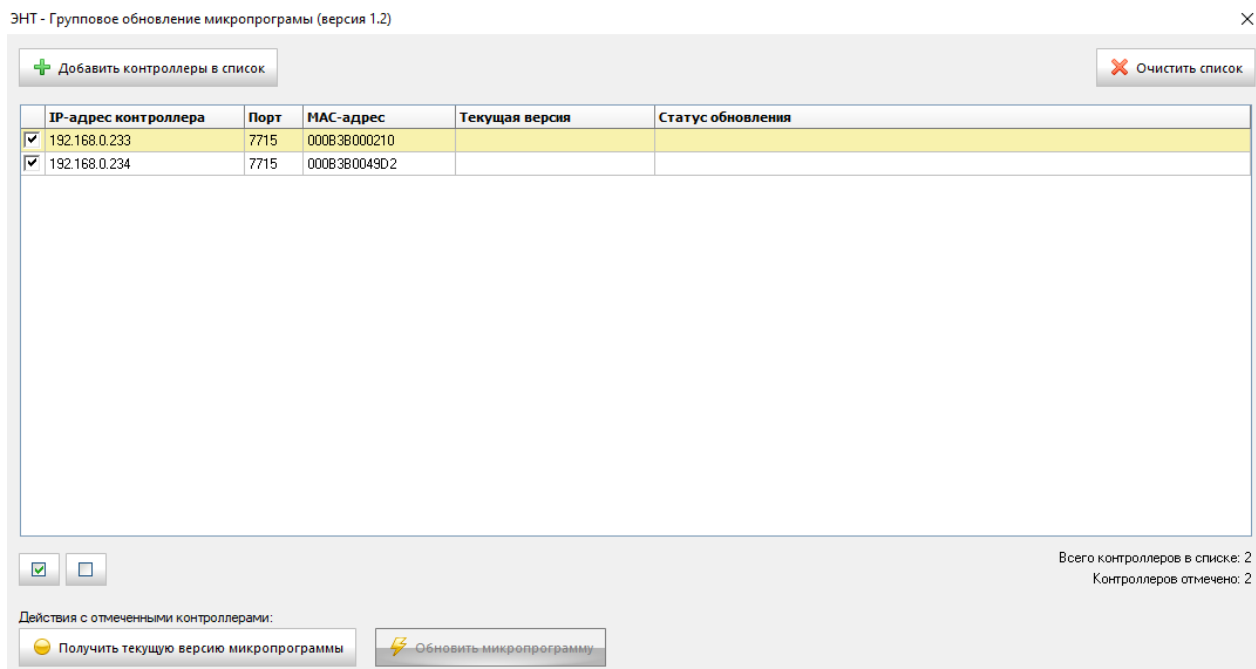 ЭНТ - Групповое обновление микропрограмы (версия 1.2)
Добавить контроллеры в список
Очистить список
IP-адрес контроллера Порт MAC-адрес Текущая версия Статус обновления
192.168.0.233 7715 000B3B000210
192.168.0.234 7715 000B3B0049D2
Всего контроллеров в списке: 2
Контроллеров отмечено: 2
Действия с отмеченными контроллерами:
Получить текущую версию микропрограммы Обновить микропрограмму